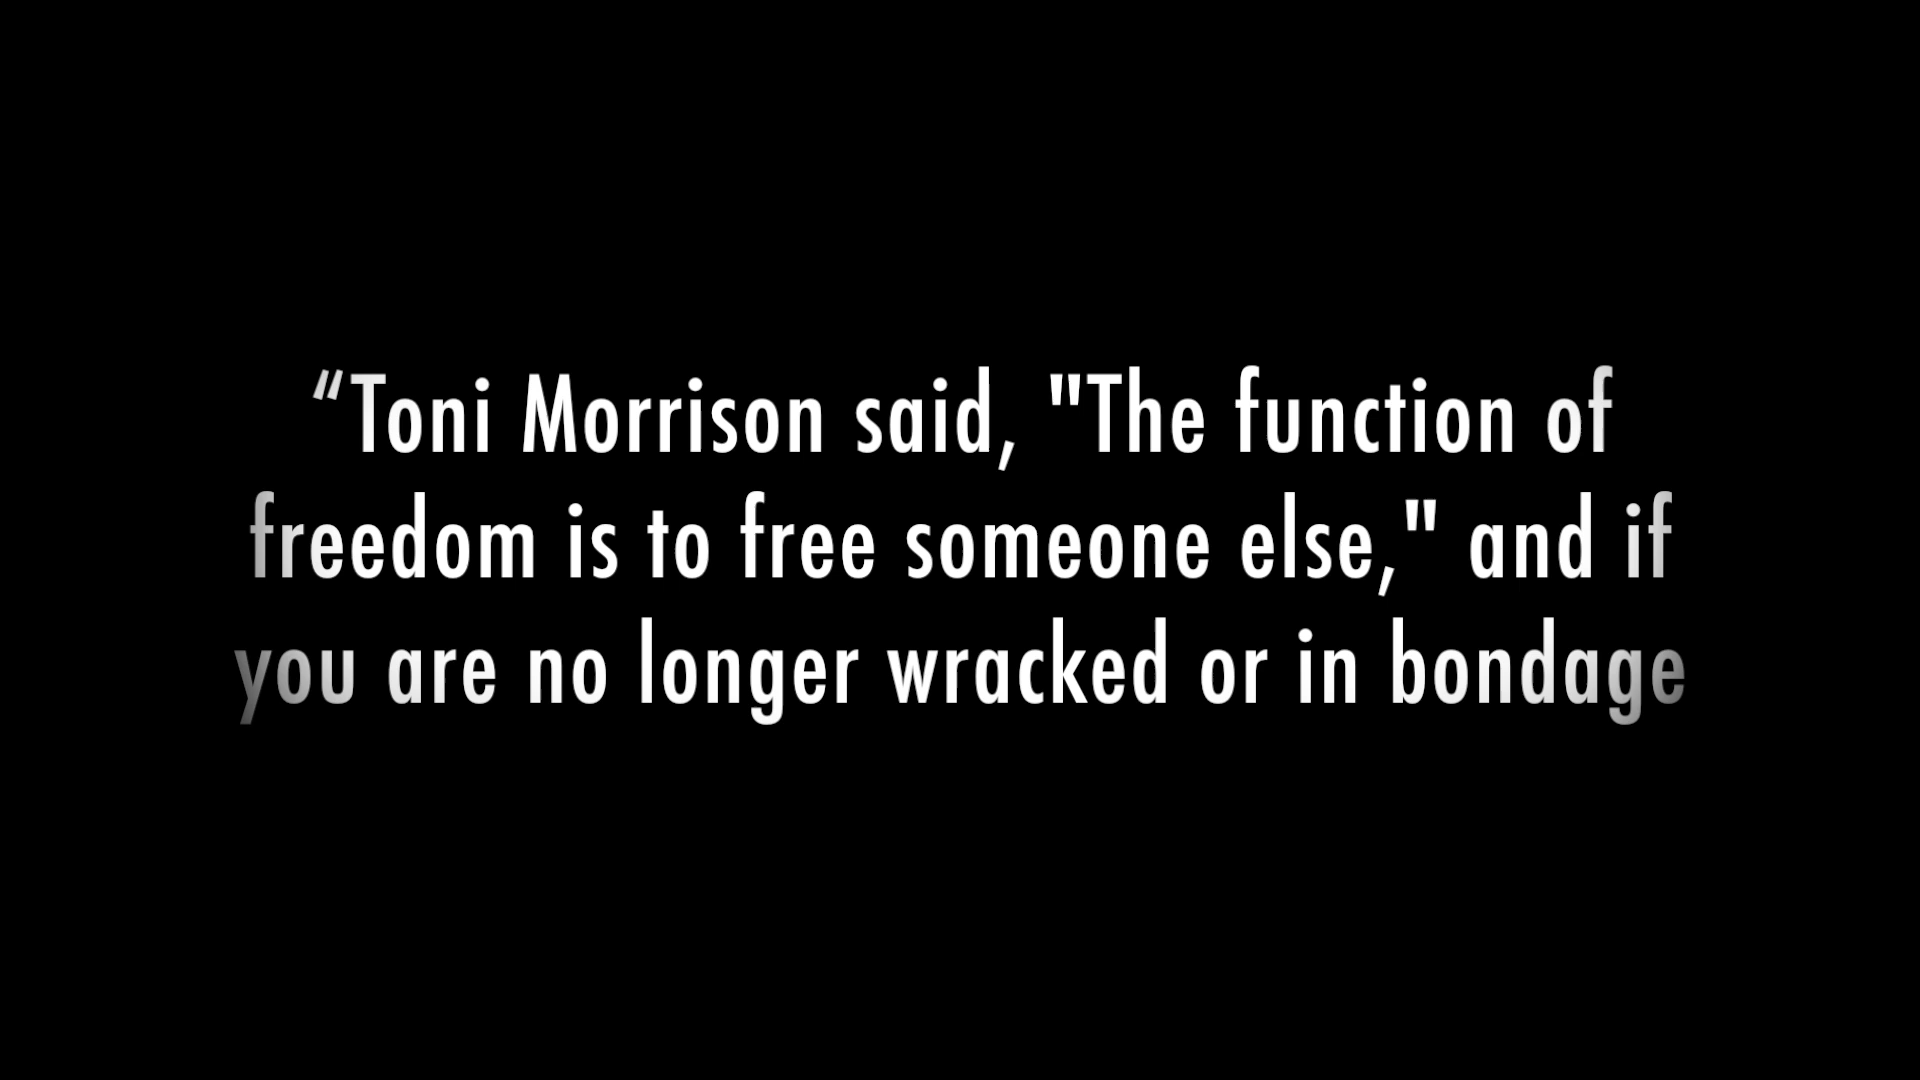 “Toni Morrison said, "The function of
freedom is to free someone else," and if
you are no longer wracked or in bondage